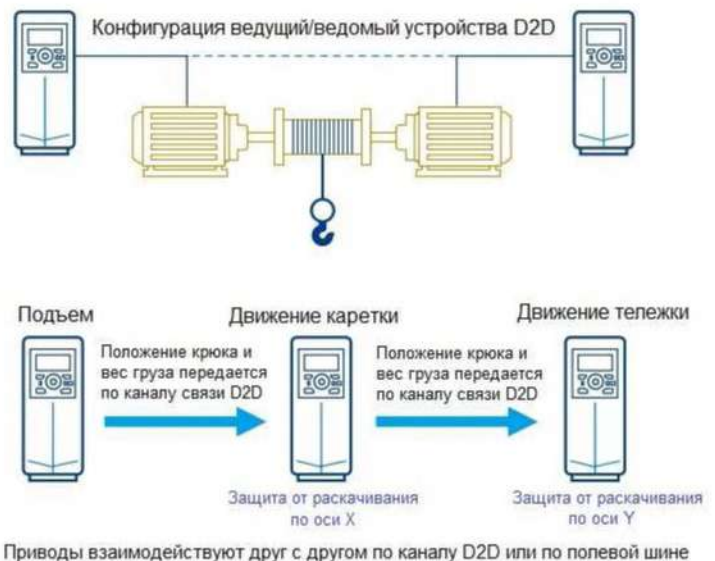 Конфигурация ведущий/ведомый устройства D2D
Подъем
Движение каретки
Движение тележки
Положение крюка и
вес груза передается
по каналу связи D2D
Положение крюка и
вес груза передается
по каналу связи D2D
Защита от раскачивания
по оси X
Защита от раскачивания
по оси Y
Приводы взаимодействуют друг с другом по каналу D2D или по полевой шине